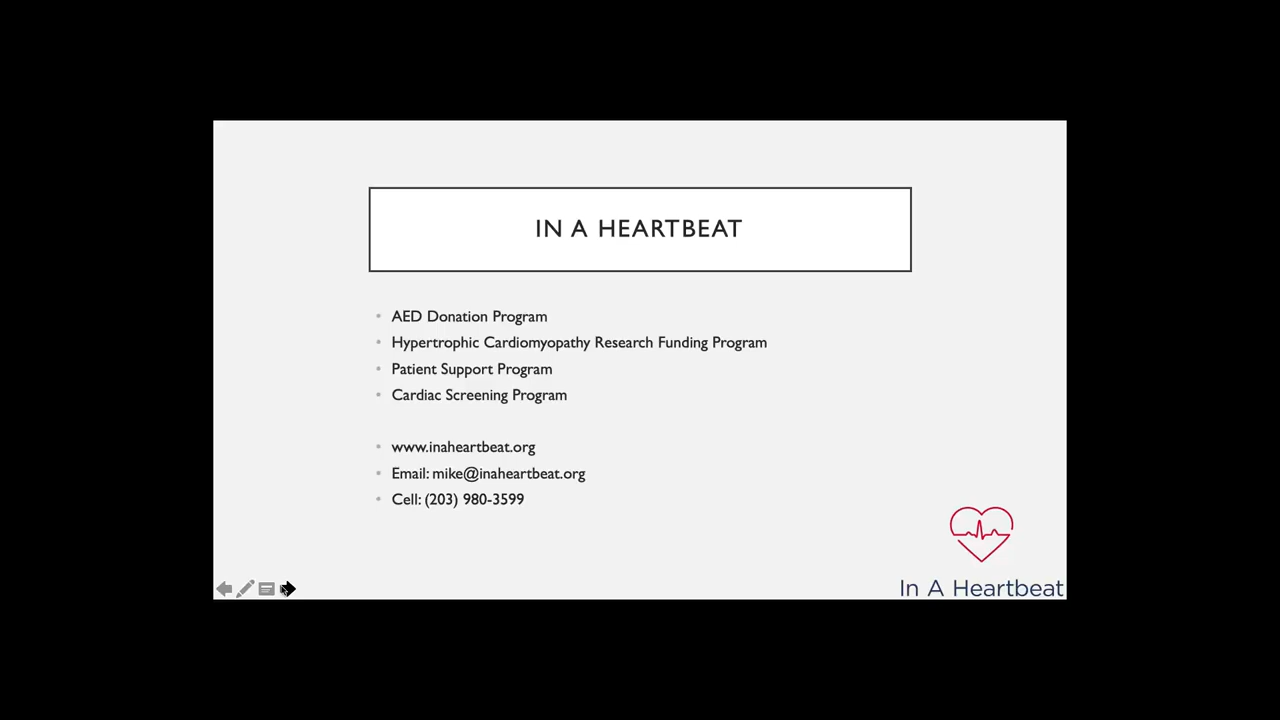 IN A HEARTBEAT
AED Donation Program
Hypertrophic Cardiomyopathy Research Funding Program
Patient Support Program
Cardiac Screening Program
www.inaheartbeat.org
Email: mike@inaheartbeat.org
Cell: (203) 980-3599
In A Heartbeat